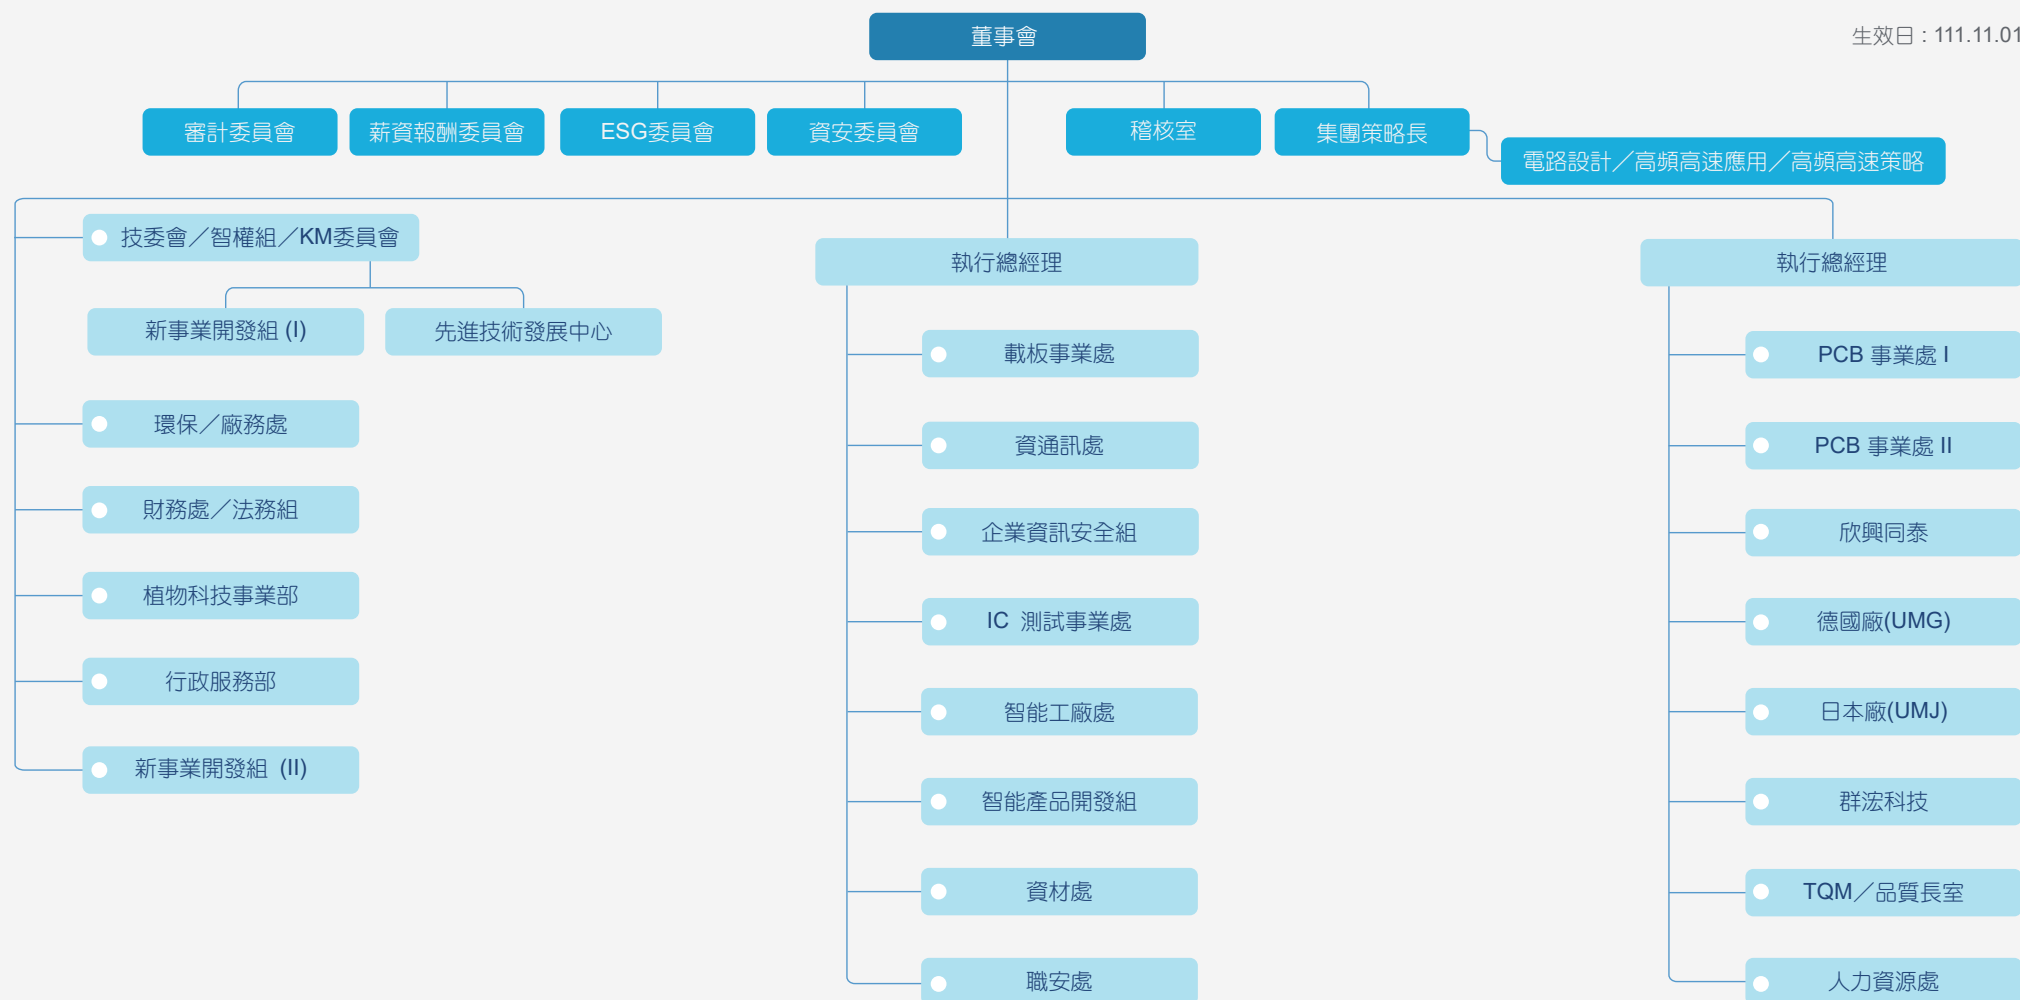 董事會
生效日 : 111.11.01
審計委員會
薪資報酬委員會
ESG委員會
資安委員會
稽核室
集團策略長
電路設計／高頻高速應用／高頻高速策略
技委會／智權組／KM委員會
新事業開發組 (I)
先進技術發展中心
環保／廠務處
財務處／法務組
植物科技事業部
行政服務部
新事業開發組 (II)
執行總經理
載板事業處
資通訊處
企業資訊安全組
IC 測試事業處
智能工廠處
智能產品開發組
資材處
職安處
執行總經理
PCB 事業處 I
PCB 事業處 II
欣興同泰
德國廠(UMG)
日本廠(UMJ)
群浤科技
TQM／品質長室
人力資源處